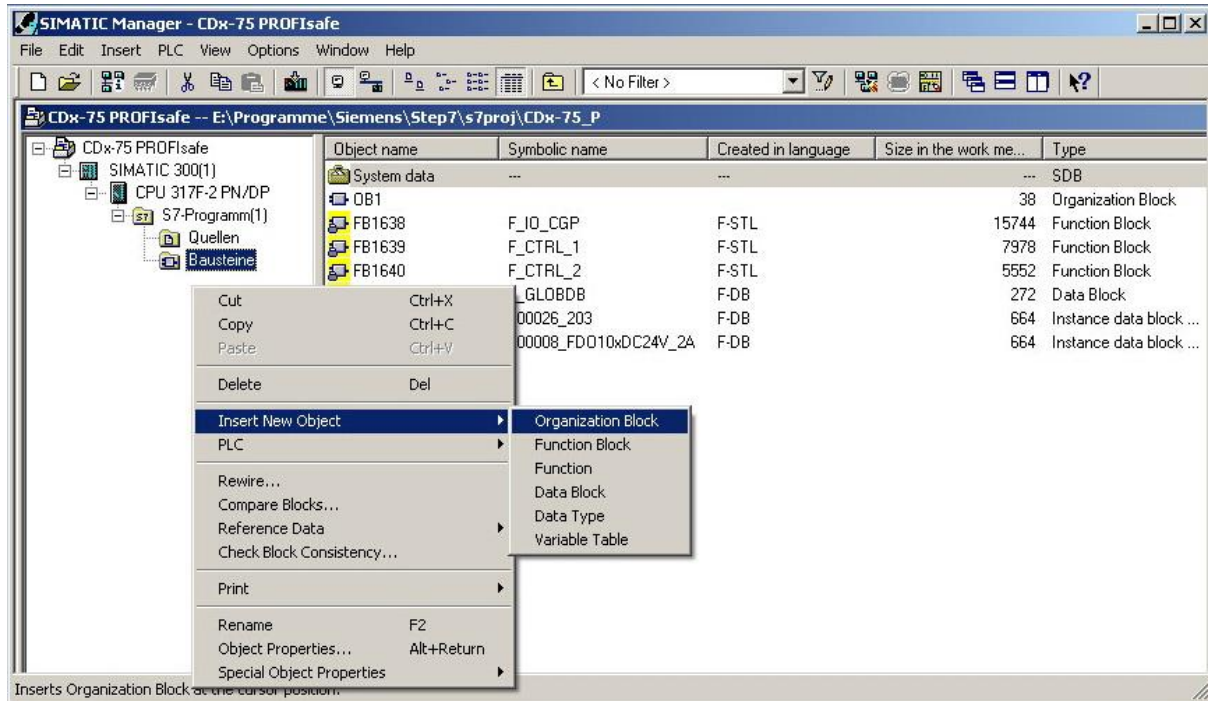 SIMATIC Manager - CDx-75 PROFIsafe
File Edit Insert PLC View Options Window Help
< No Filter >
CDx-75 PROFIsafe -- E:\Programme\Siemens\Step7\s7proj\CDx-75_P
CDx-75 PROFIsafe
SIMATIC 300(1)
CPU 317F-2 PN/DP
S7-Programm(1)
Quellen
Bausteine
Object name Symbolic name Created in language Size in the work me... Type
System data --- --- --- SDB
OB1 38 Organization Block
FB1638 F_IO_CGP F-STL 15744 Function Block
FB1639 F_CTRL_1 F-STL 7978 Function Block
FB1640 F_CTRL_2 F-STL 5552 Function Block
_GLOBDB F-DB 272 Data Block
00026_203 F-DB 664 Instance data block ...
00008_FDO10xDC24V_2A F-DB 664 Instance data block ...
Cut Ctrl+X
Copy Ctrl+C
Paste Ctrl+V
Delete Del
Insert New Object
PLC
Rewire...
Compare Blocks...
Reference Data
Check Block Consistency...
Print
Rename F2
Object Properties... Alt+Return
Special Object Properties
Organization Block
Function Block
Function
Data Block
Data Type
Variable Table
Inserts Organization Block at the cursor position.